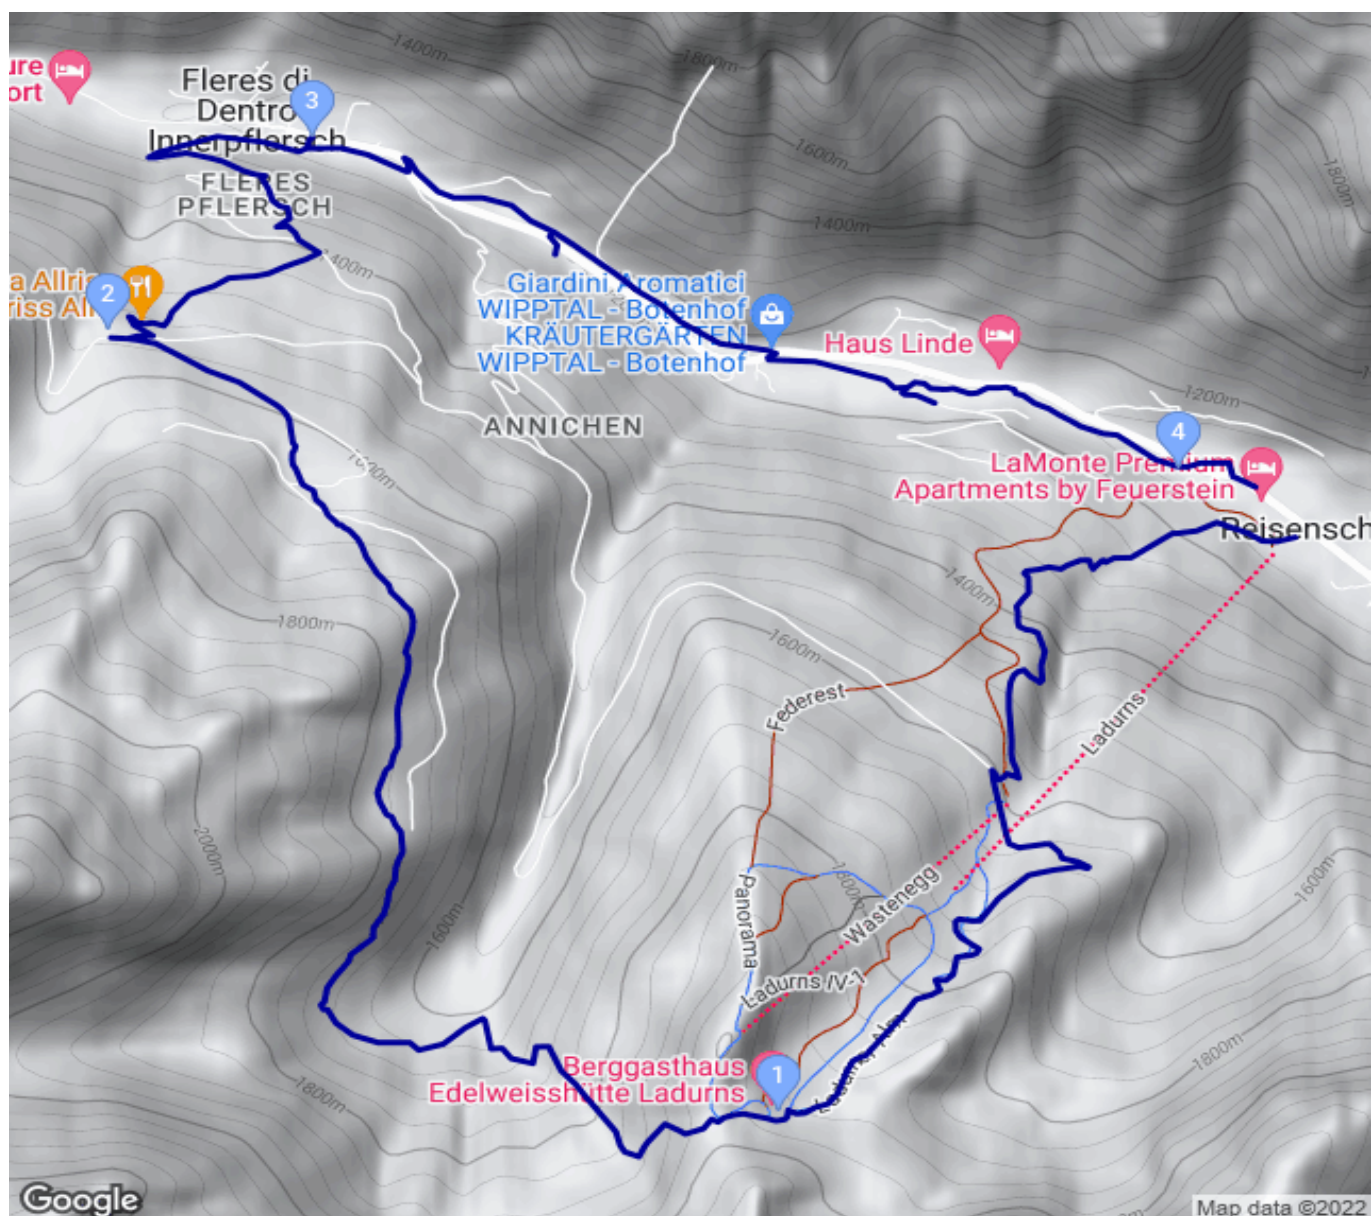 1400m
1800m
ure
ort
Fleres di
Dentro
Innerpflersch
3
1600m
1800m
FLERES
PFLERSCH
1400m
1400m
a Allri
riss Al
2
Giardini Aromatici
WIPPTAL - Botenhof
KRÄUTERGÄRTEN
WIPPTAL - Botenhof
Haus Linde
1200m
ANNICHEN
4
LaMonte Premium
Apartments by Feuerstein
Reisensch
1400m
1800m
1600m
Federest
Ladurns
2000m
1600m
Panorama
1600m
Wastenegg
1600m
Ladurns IV-1
Berggasthaus
Edelweisshütte Ladurns
1
Alm
1800m
1800m
Google
Map data ©2022